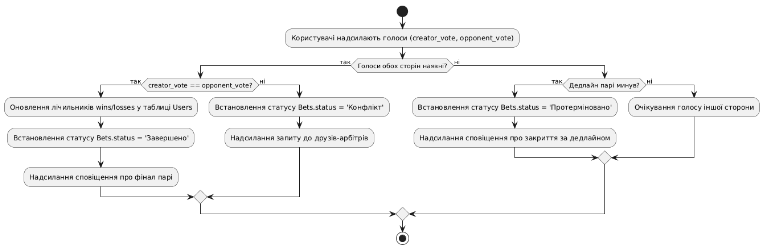 Користувачі надсилають голоси (creator_vote, opponent_vote)
так
Голоси обох сторін наявні?
ні
так
creator_vote == opponent_vote?
ні
так
Дедлайн парі минув?
ні
Оновлення лічильників wins/losses у таблиці Users
Встановлення статусу Bets.status = 'Конфлікт'
Встановлення статусу Bets.status = 'Протерміновано'
Очікування голосу іншої сторони
Встановлення статусу Bets.status = 'Завершено'
Надсилання запиту до друзів-арбітрів
Надсилання сповіщення про закриття за дедлайном
Надсилання сповіщення про фінал парі